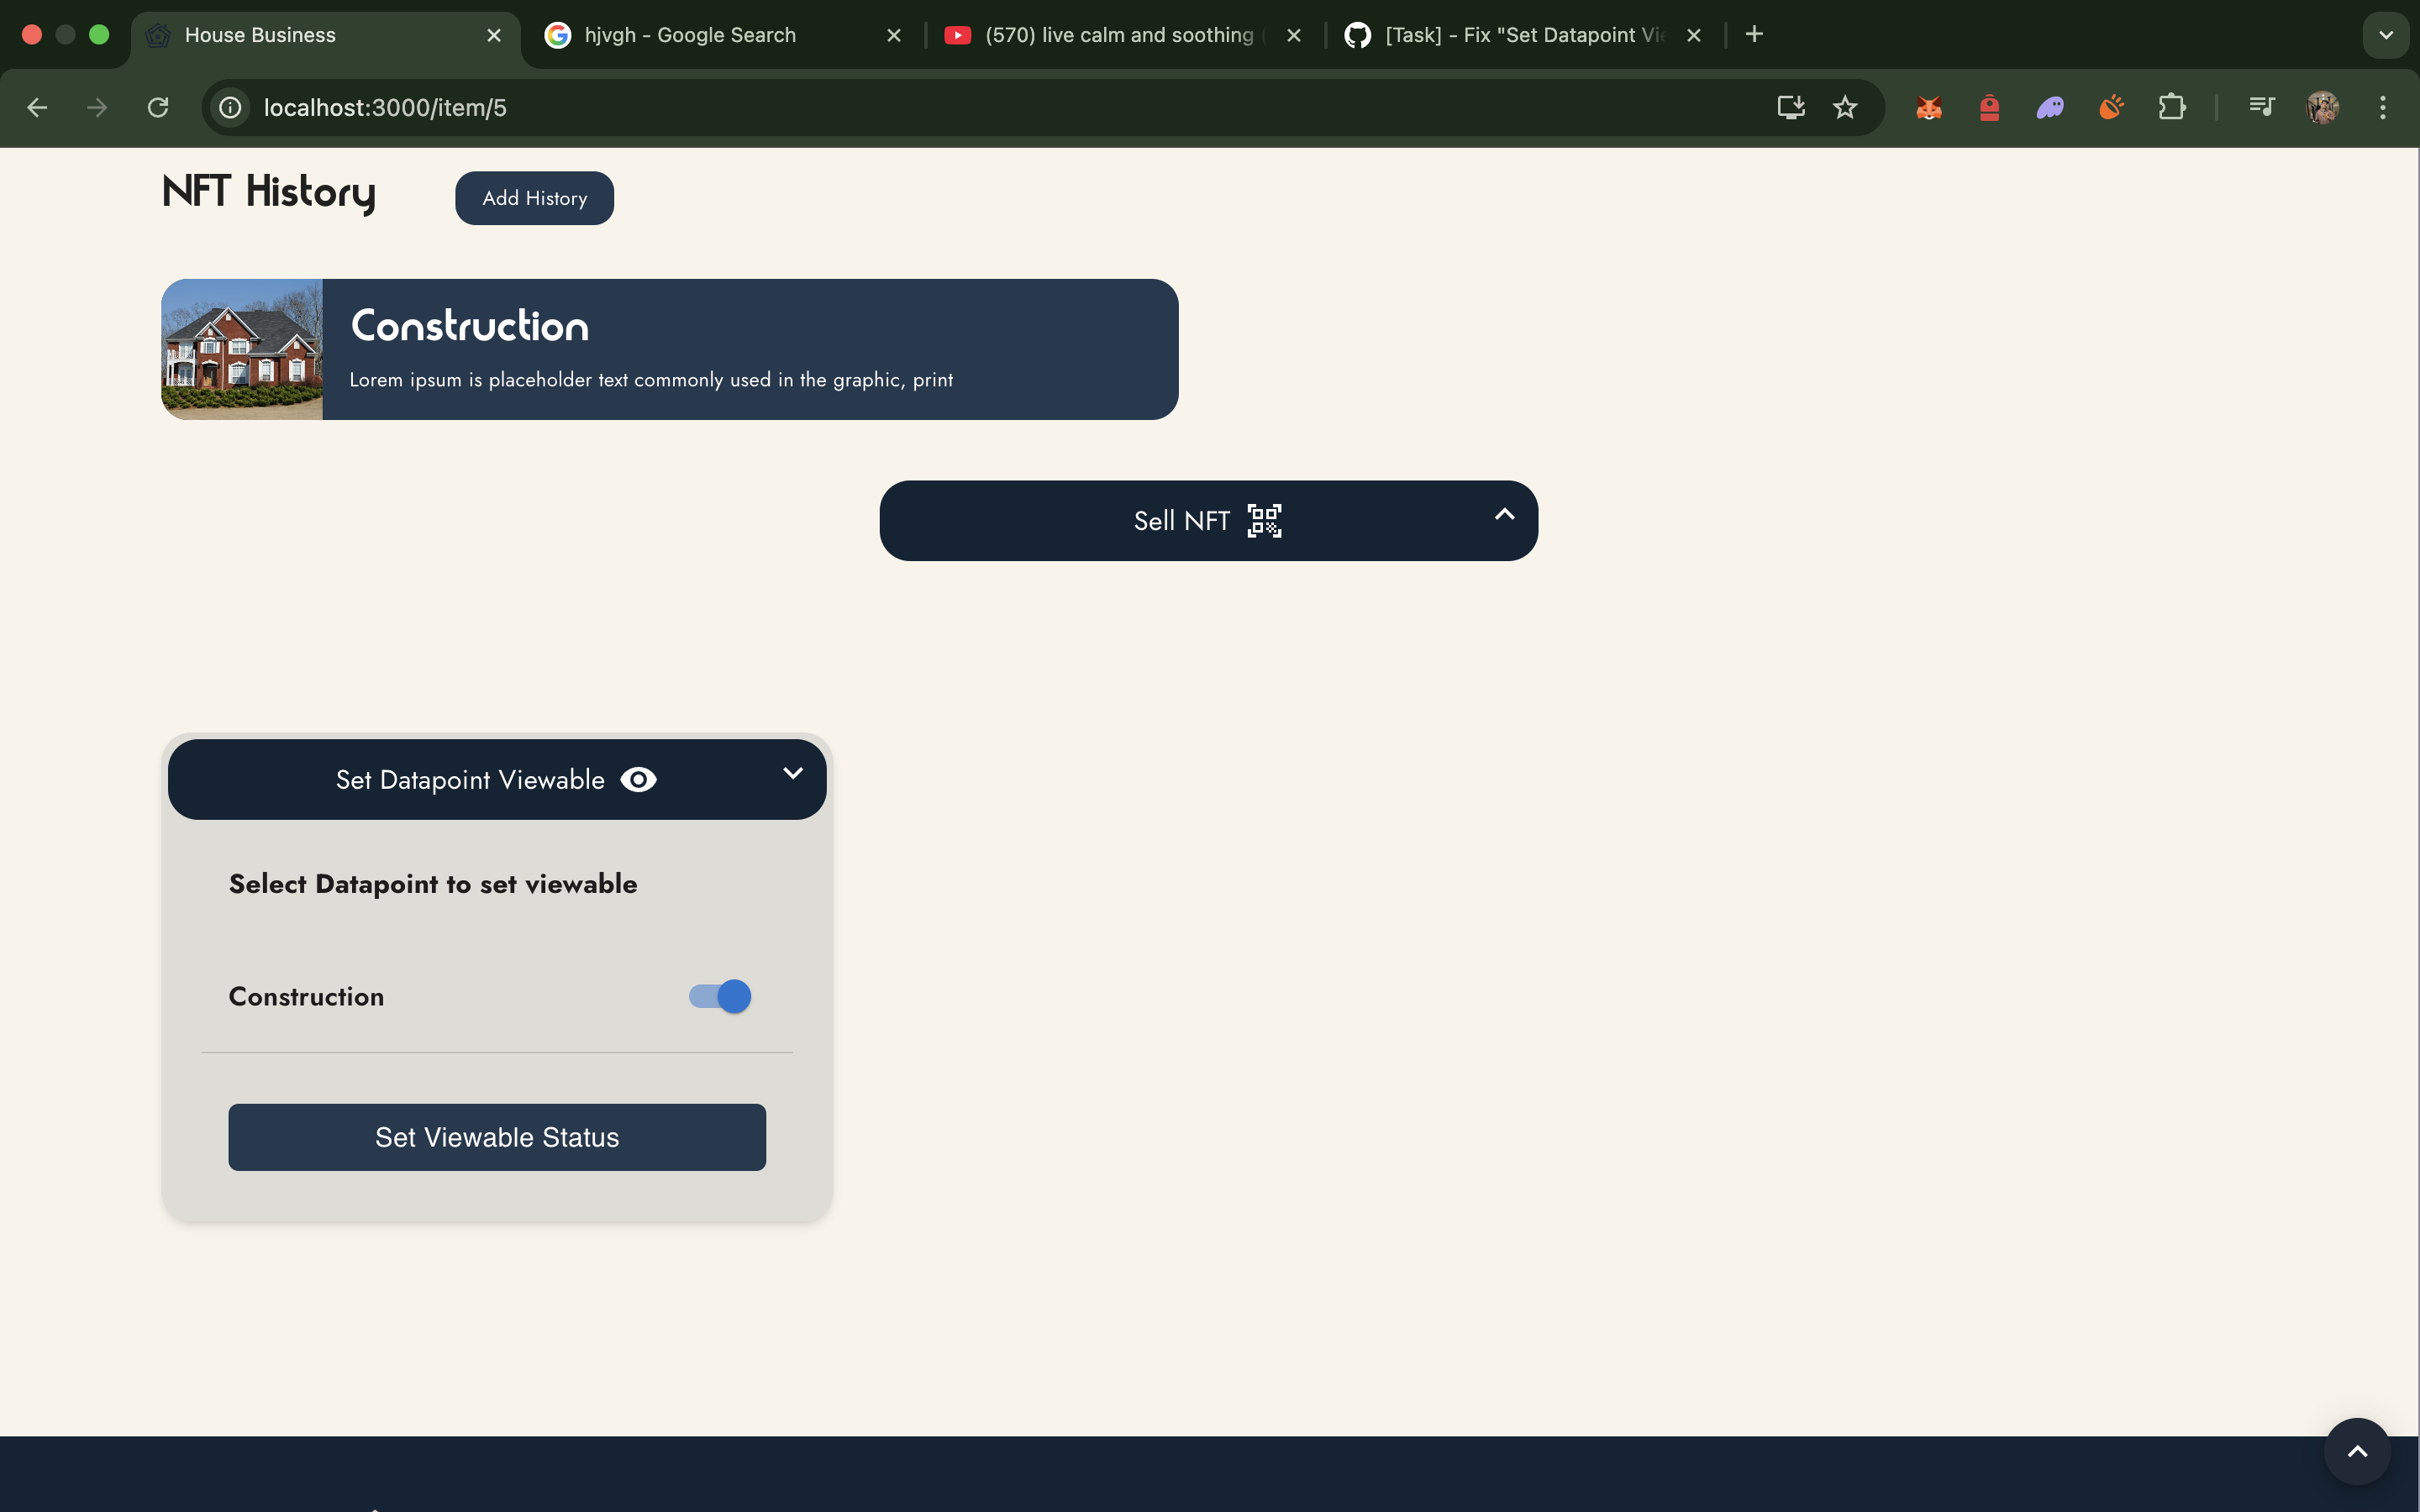 House Business
hjvgh - Google Search
(570) live calm and soothing
[Task] - Fix "Set Datapoint Vi
localhost:3000/item/5
NFT History
Add History
Construction
Lorem ipsum is placeholder text commonly used in the graphic, print
Sell NFT
Set Datapoint Viewable
Select Datapoint to set viewable
Construction
Set Viewable Status